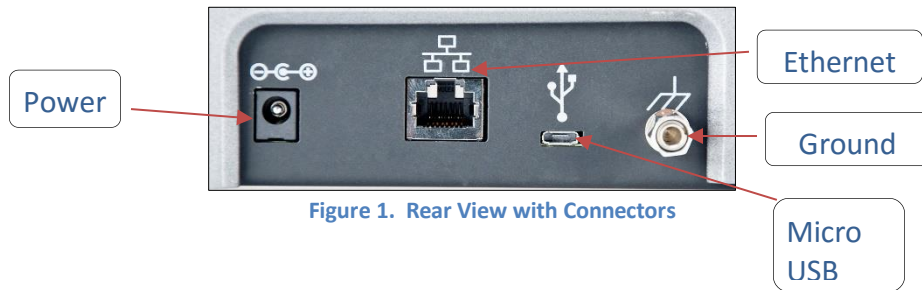 Ethernet
Power
Ground
Figure 1. Rear View with Connectors
Micro
USB